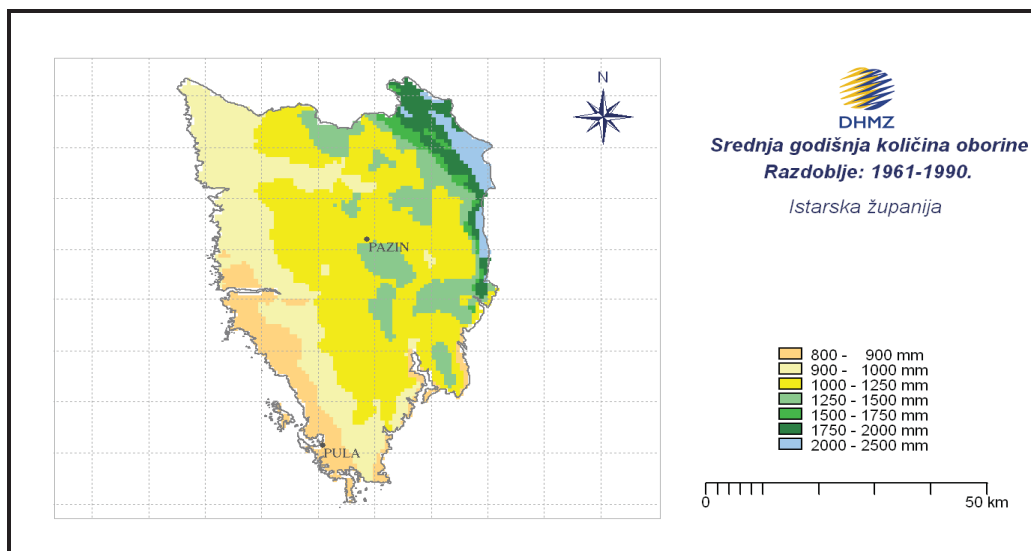 N
PAZIN
PULA
DHMZ
Srednja godišnja količina oborine
Razdoblje: 1961-1990.
Istarska županija
800 - 900 mm
900 - 1000 mm
1000 - 1250 mm
1250 - 1500 mm
1500 - 1750 mm
1750 - 2000 mm
2000 - 2500 mm
0 50 km